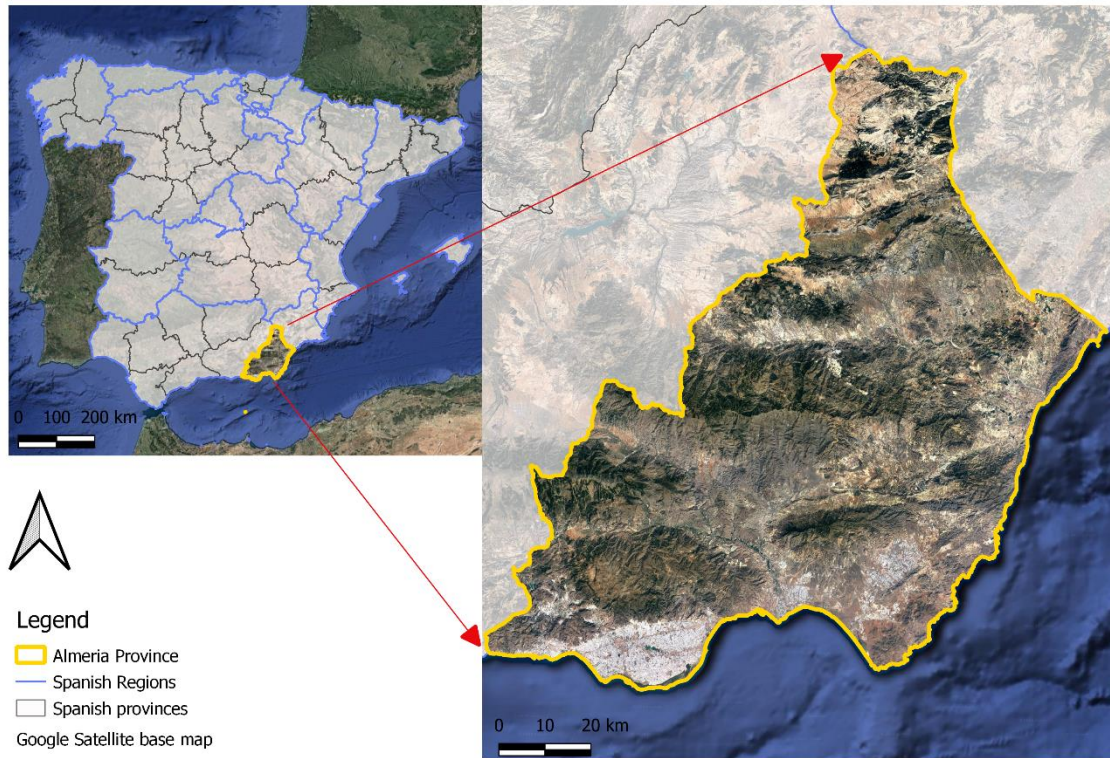 0 100 200 km
Legend
Almeria Province
Spanish Regions
Spanish provinces
Google Satellite base map
0 10 20 km